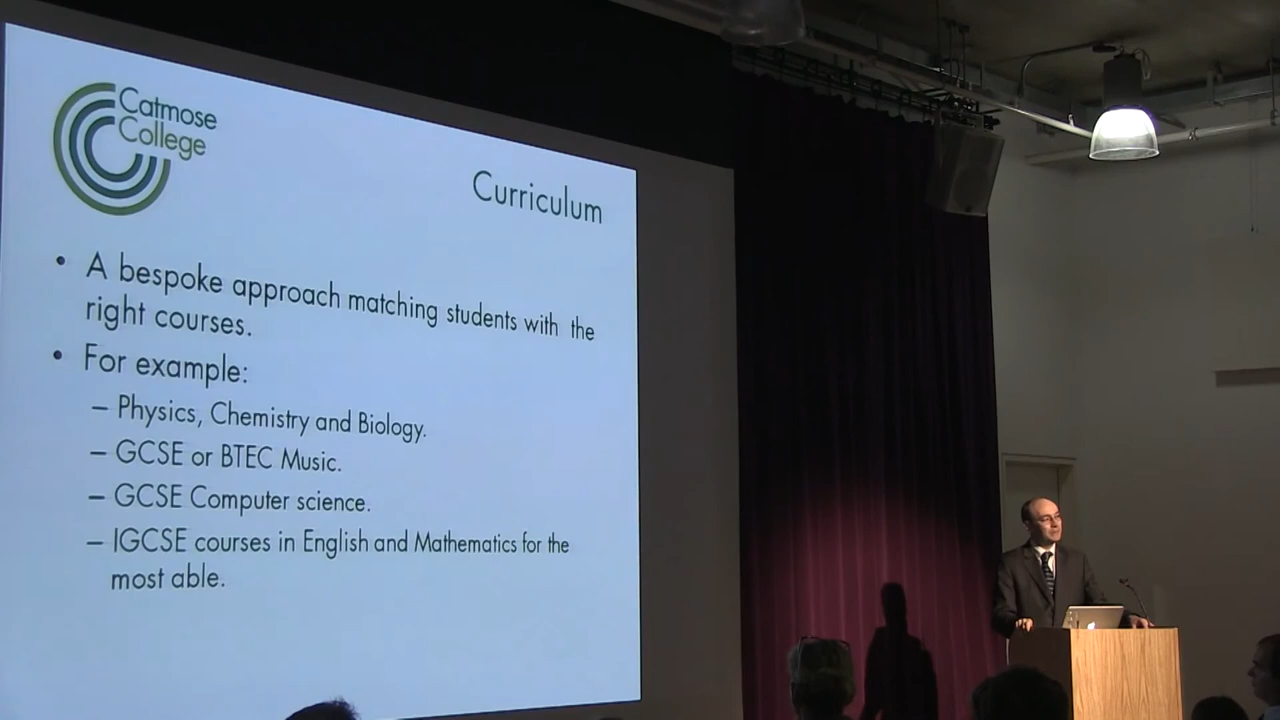 Catmose
College
Curriculum
• A bespoke approach matching students with the
right courses.
• For example:
– Physics, Chemistry and Biology.
– GCSE or BTEC Music.
– GCSE Computer science.
– IGCSE courses in English and Mathematics for the
most able.